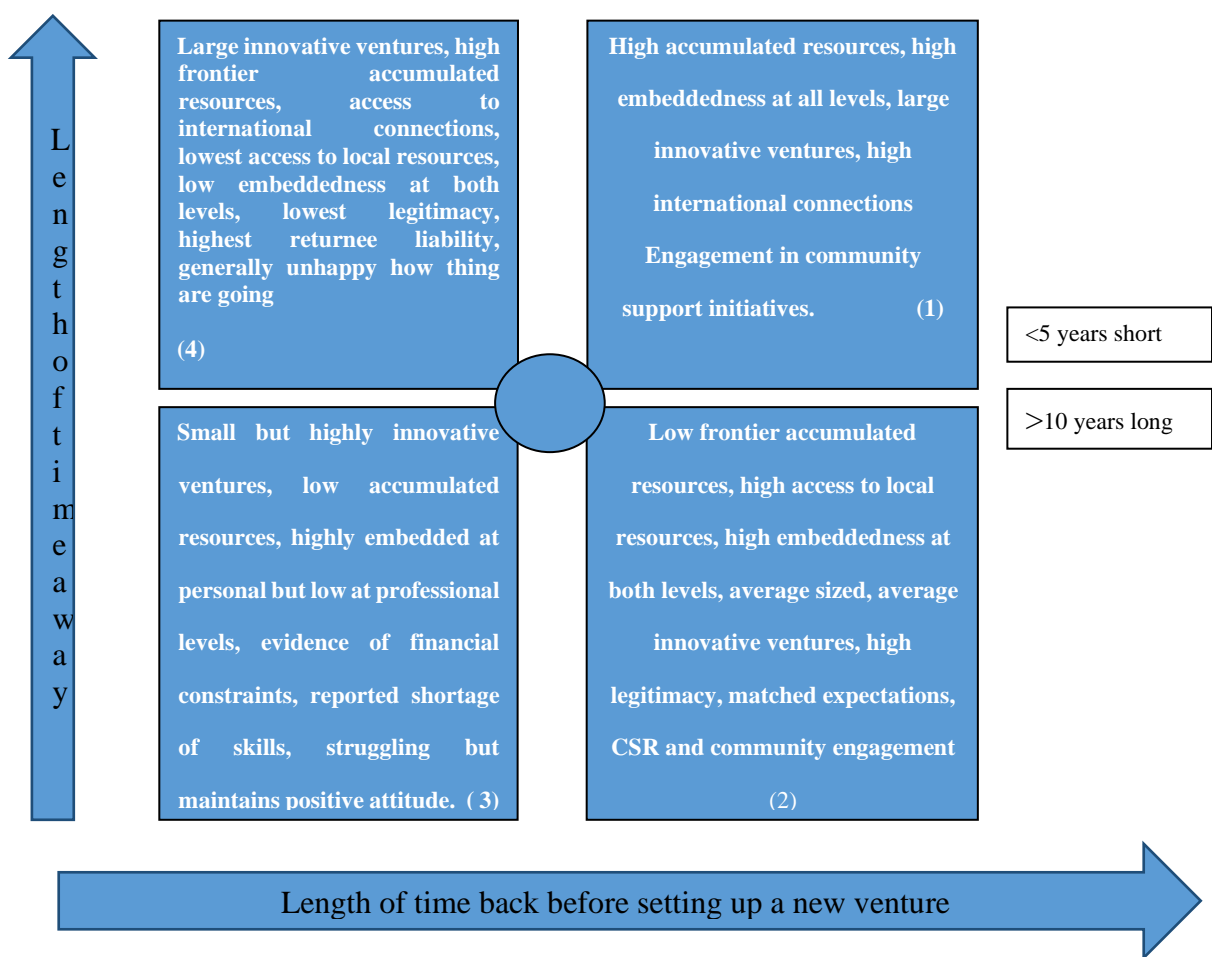 Length of time away
Large innovative ventures, high
frontier accumulated
resources, access to
international connections,
lowest access to local resources,
low embeddedness at both
levels, lowest legitimacy,
highest returnee liability,
generally unhappy how thing
are going
(4)
High accumulated resources, high
embeddedness at all levels, large
innovative ventures, high
international connections
Engagement in community
support initiatives. (1)
<5 years short
>10 years long
Small but highly innovative
ventures, low accumulated
resources, highly embedded at
personal but low at professional
levels, evidence of financial
constraints, reported shortage
of skills, struggling but
maintains positive attitude. ( 3)
Low frontier accumulated
resources, high access to local
resources, high embeddedness at
both levels, average sized, average
innovative ventures, high
legitimacy, matched expectations,
CSR and community engagement
(2)
Length of time back before setting up a new venture